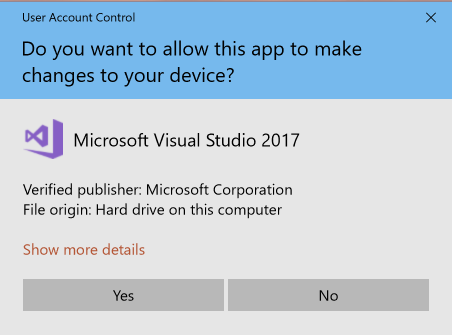 User Account Control
Do you want to allow this app to make
changes to your device?
Microsoft Visual Studio 2017
Verified publisher: Microsoft Corporation
File origin: Hard drive on this computer
Show more details
Yes
No